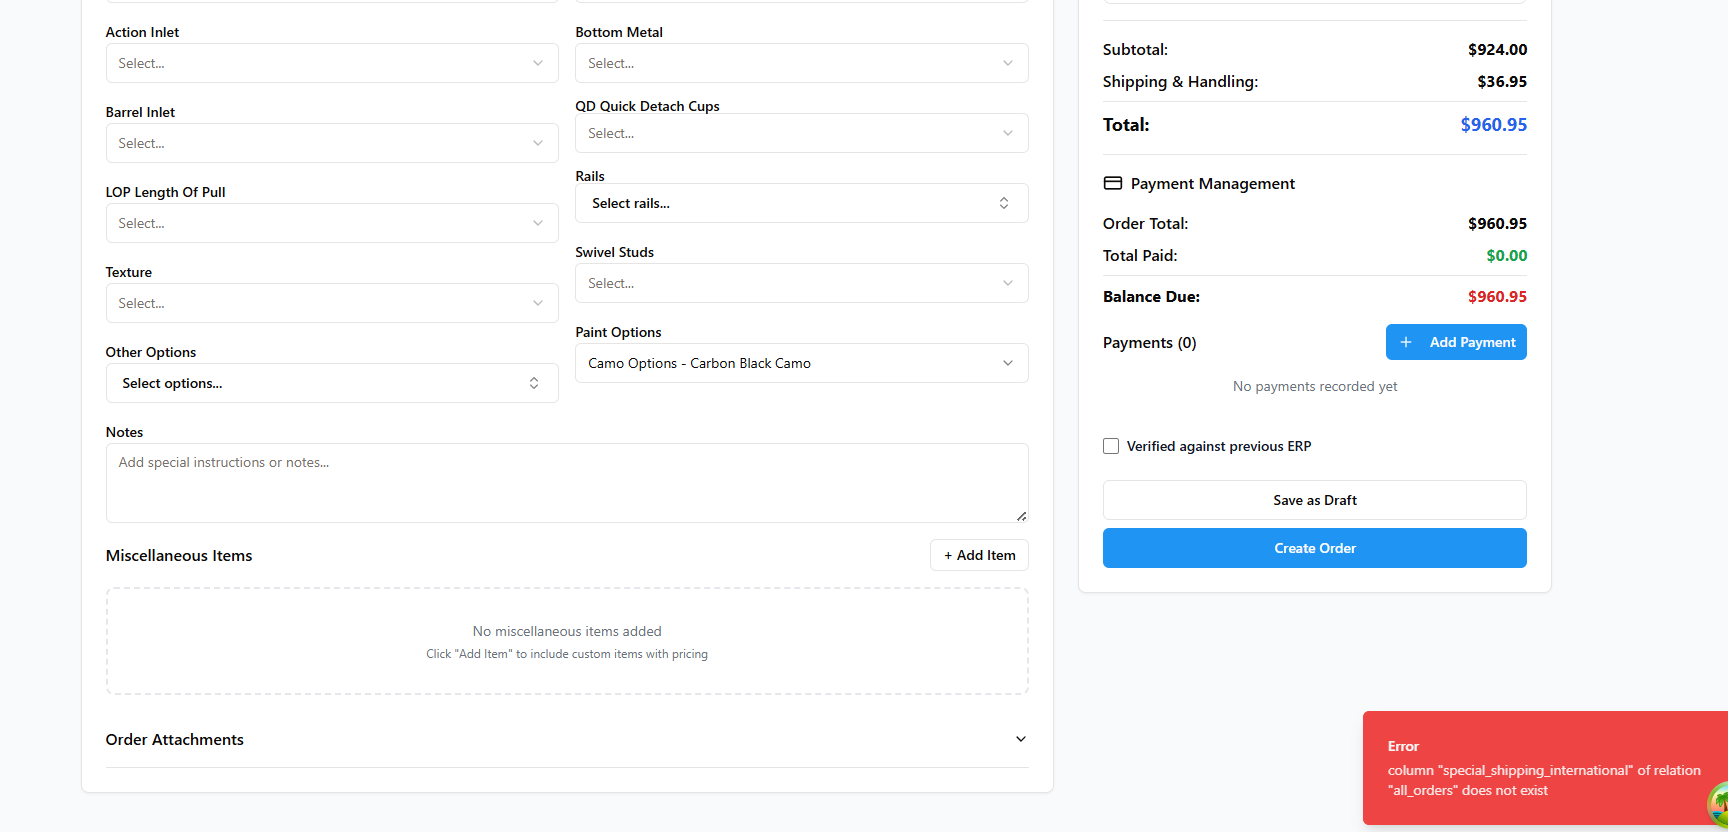 Action Inlet
Select...
Bottom Metal
Select...
Barrel Inlet
Select...
QD Quick Detach Cups
Select...
LOP Length Of Pull
Select...
Rails
Select rails...
Texture
Select...
Swivel Studs
Select...
Other Options
Select options...
Paint Options
Camo Options - Carbon Black Camo
Notes
Add special instructions or notes...
Miscellaneous Items
+ Add Item
No miscellaneous items added
Click "Add Item" to include custom items with pricing
Order Attachments
Subtotal: $924.00
Shipping & Handling: $36.95
Total: $960.95
Payment Management
Order Total: $960.95
Total Paid: $0.00
Balance Due: $960.95
Payments (0)
+ Add Payment
No payments recorded yet
Verified against previous ERP
Save as Draft
Create Order
Error
column "special_shipping_international" of relation
"all_orders" does not exist